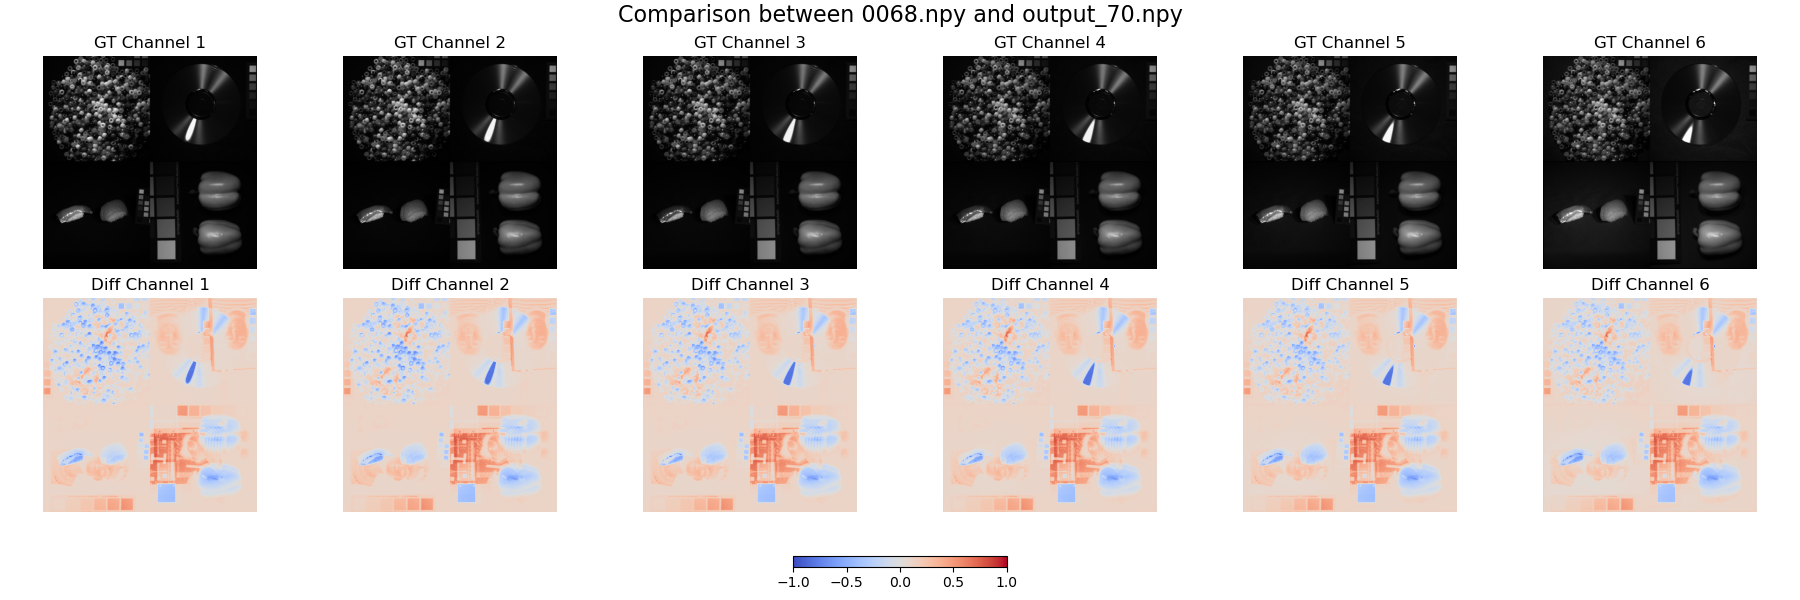 Comparison between 0068.npy and output_70.npy
GT Channel 1
GT Channel 2
GT Channel 3
GT Channel 4
GT Channel 5
GT Channel 6
Diff Channel 1
Diff Channel 2
Diff Channel 3
Diff Channel 4
Diff Channel 5
Diff Channel 6
−1.0
−0.5
0.0
0.5
1.0